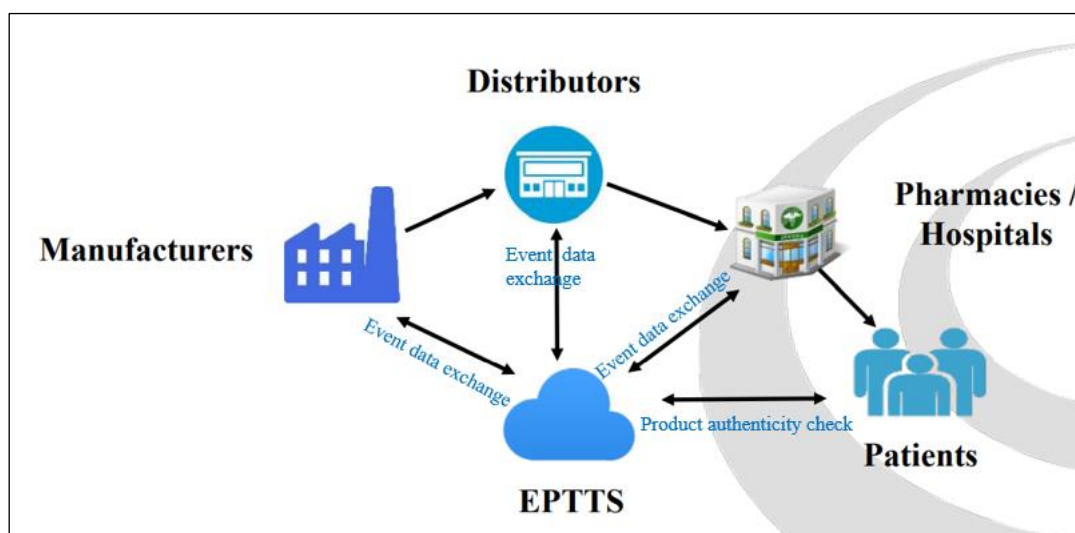 Distributors
Pharmacies /
Hospitals
Manufacturers
Event data
exchange
Event data exchange
Event data exchange
Product authenticity check
Patients
EPTTS